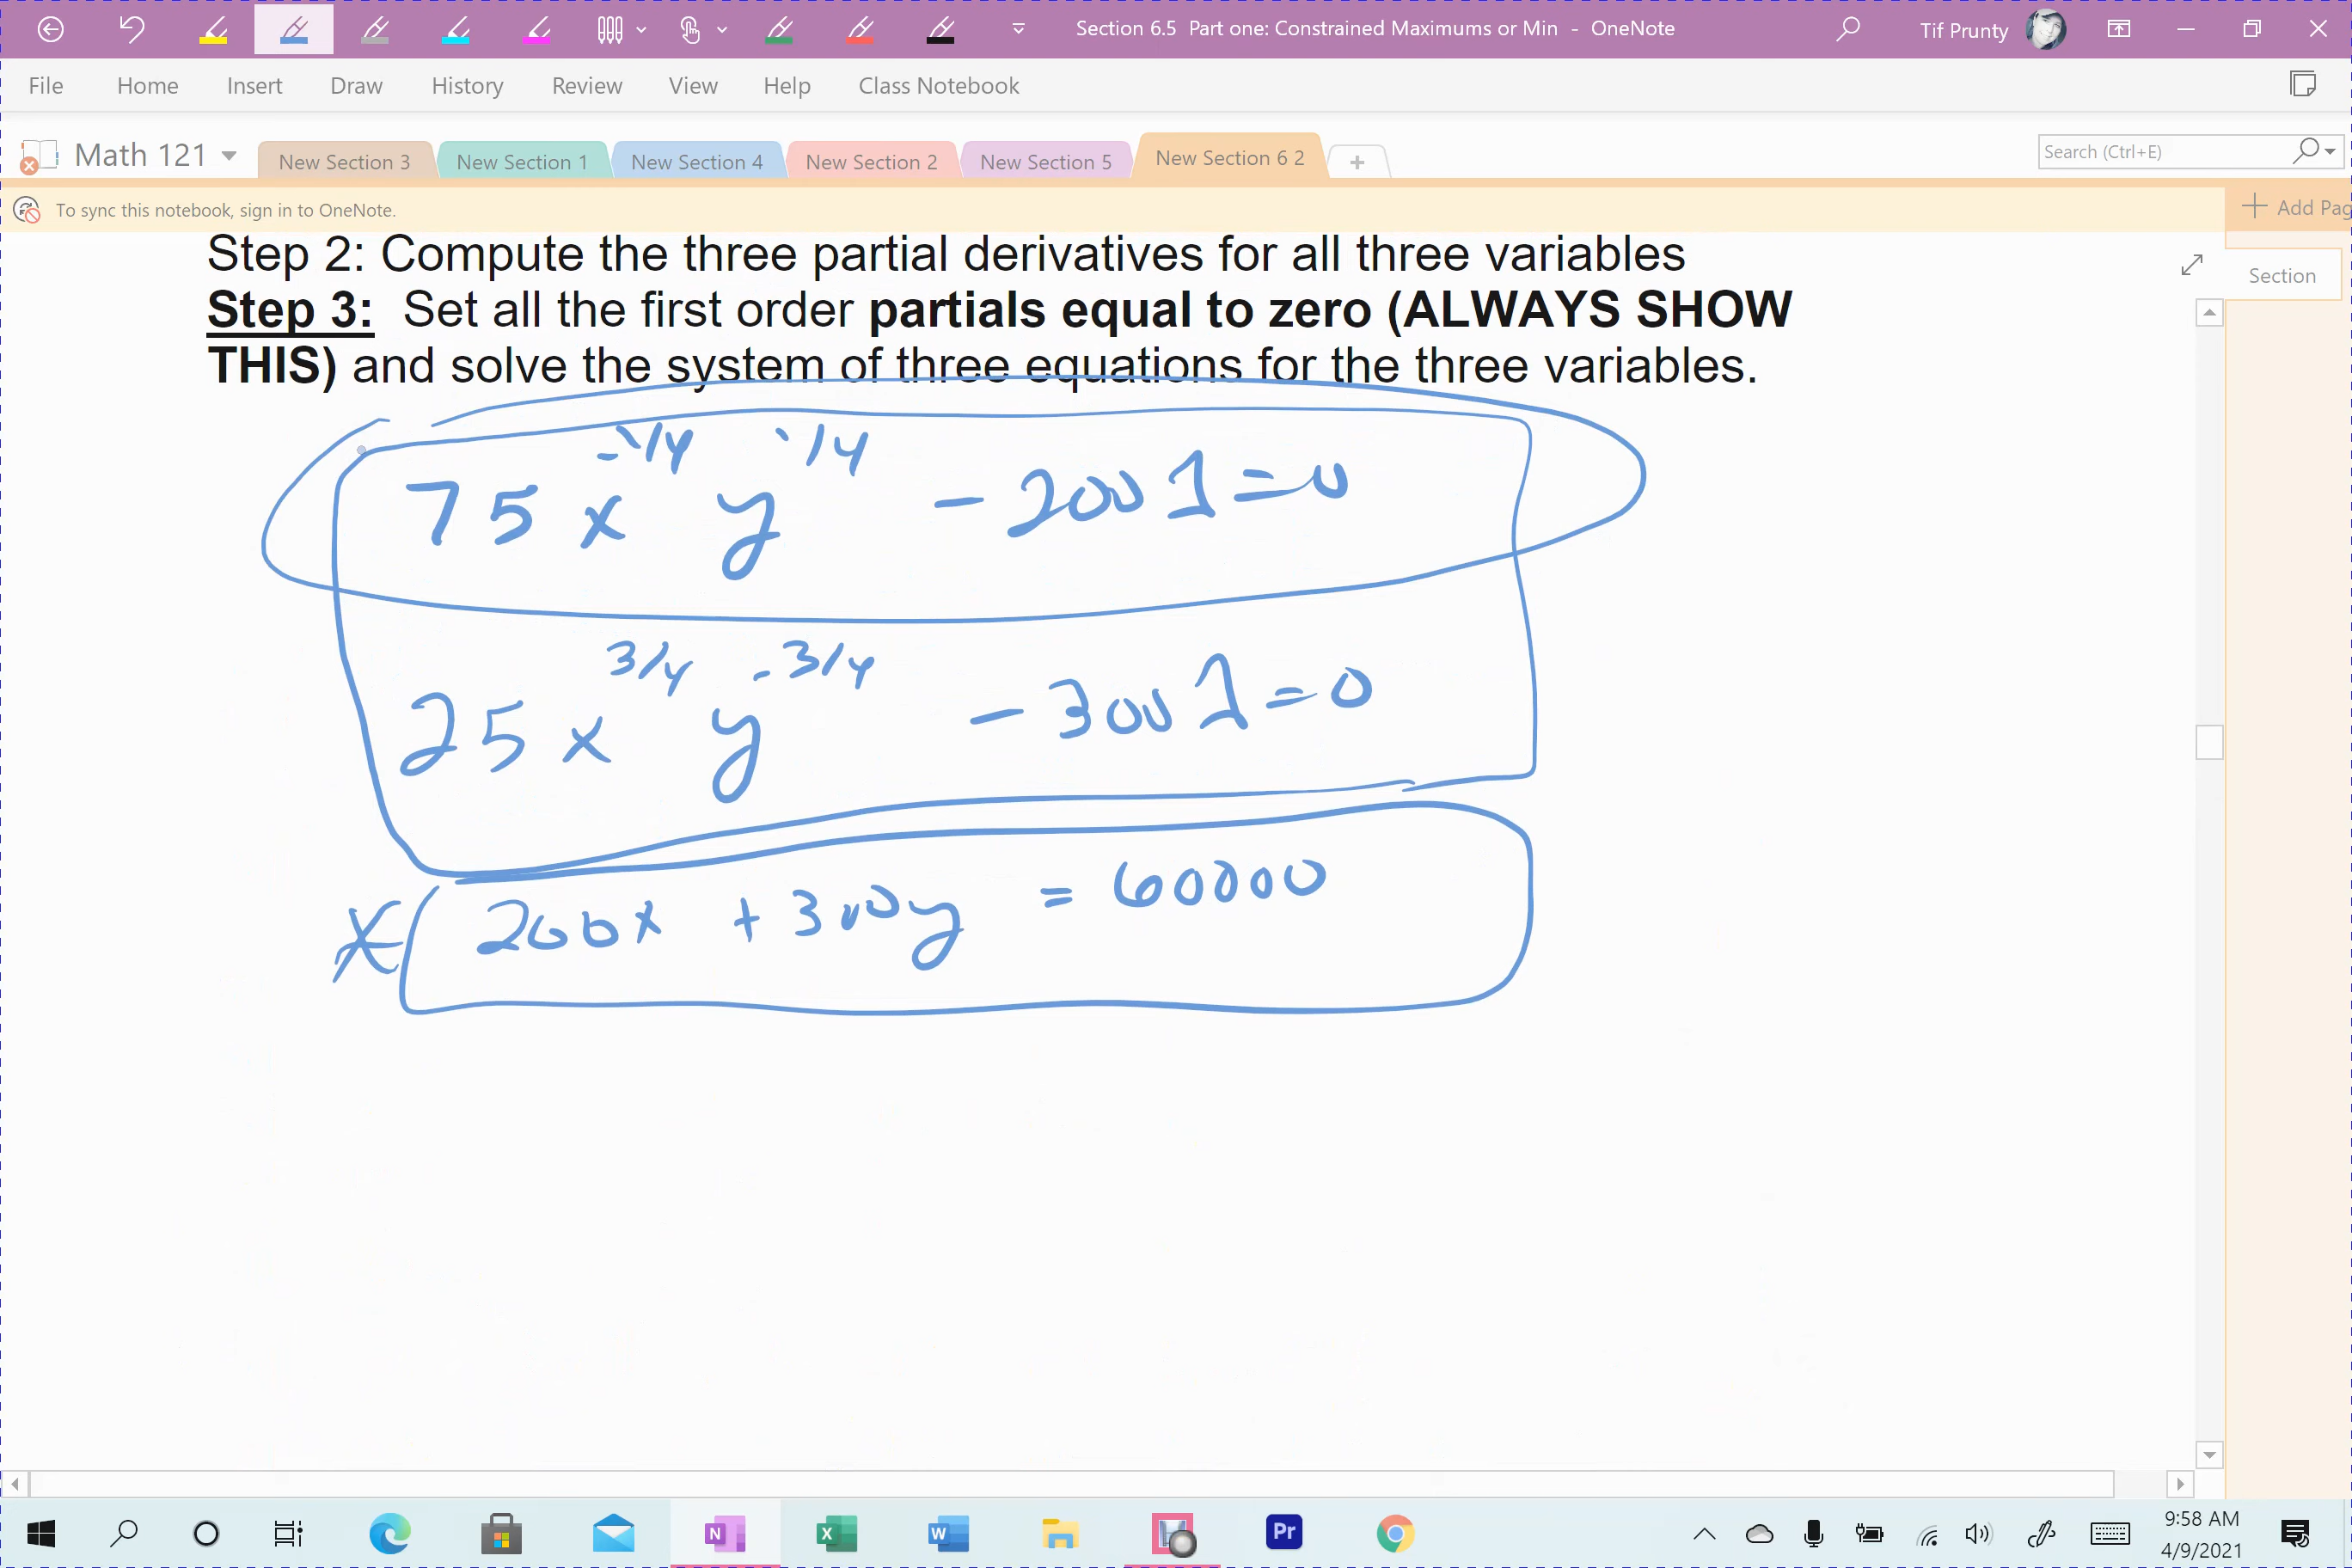 Section 6.5 Part one: Constrained Maximums or Min - OneNote
Tif Prunty
File Home Insert Draw History Review View Help Class Notebook
Math 121 New Section 3 New Section 1 New Section 4 New Section 2 New Section 5 New Section 6 2 + Search (Ctrl+E)
To sync this notebook, sign in to OneNote.
Add Pag
Section
Step 2: Compute the three partial derivatives for all three variables
Step 3: Set all the first order partials equal to zero (ALWAYS SHOW
THIS) and solve the system of three equations for the three variables.
75 x^-1/4 y^1/4 - 200λ = 0
25 x^3/4 y^-3/4 - 300λ = 0
* 200x + 300y = 60000
N X W Pr
9:58 AM
4/9/2021